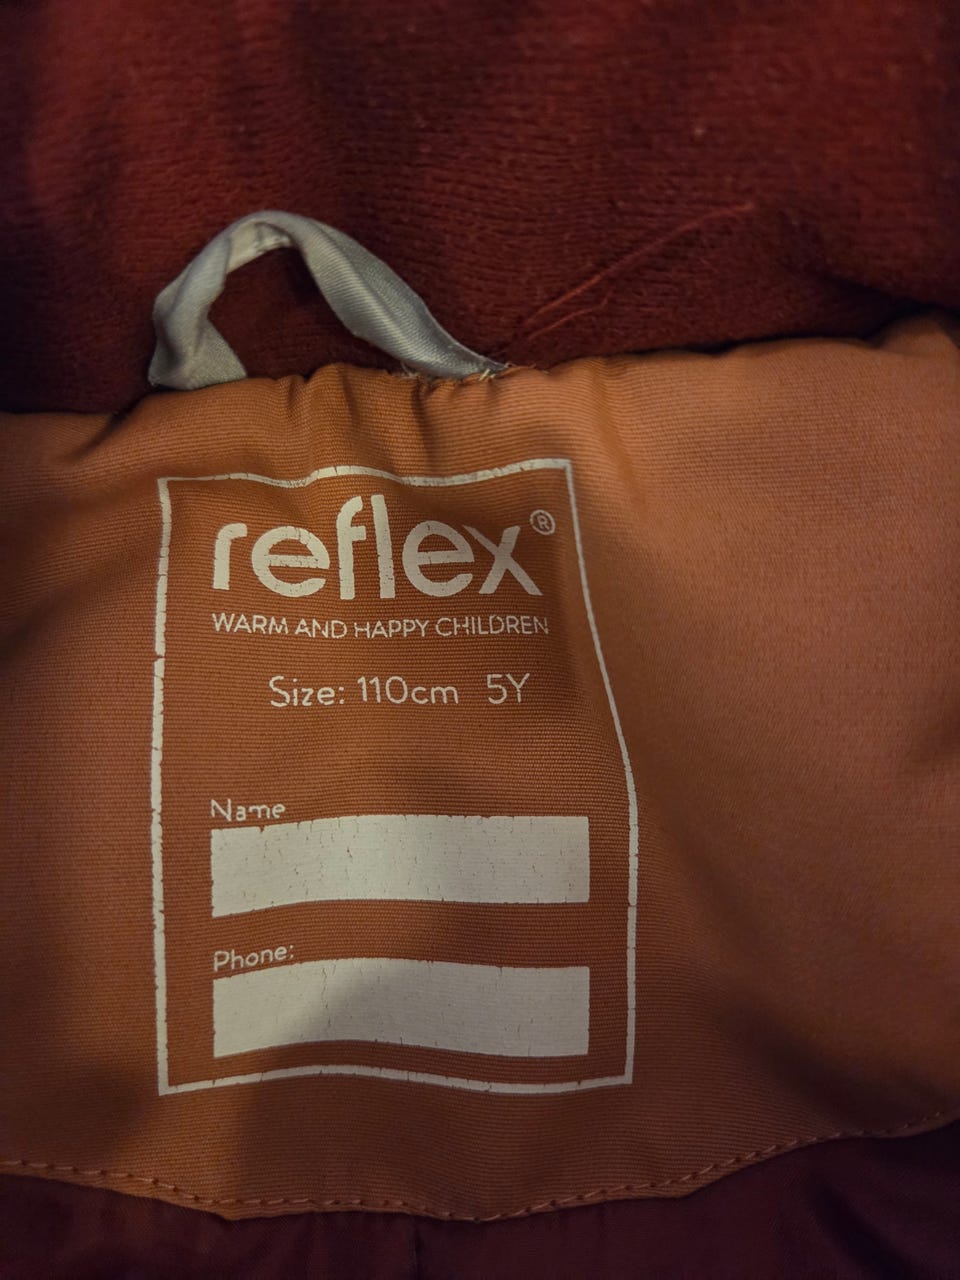 reflex®
WARM AND HAPPY CHILDREN
Size: 110cm 5Y
Name
Phone: